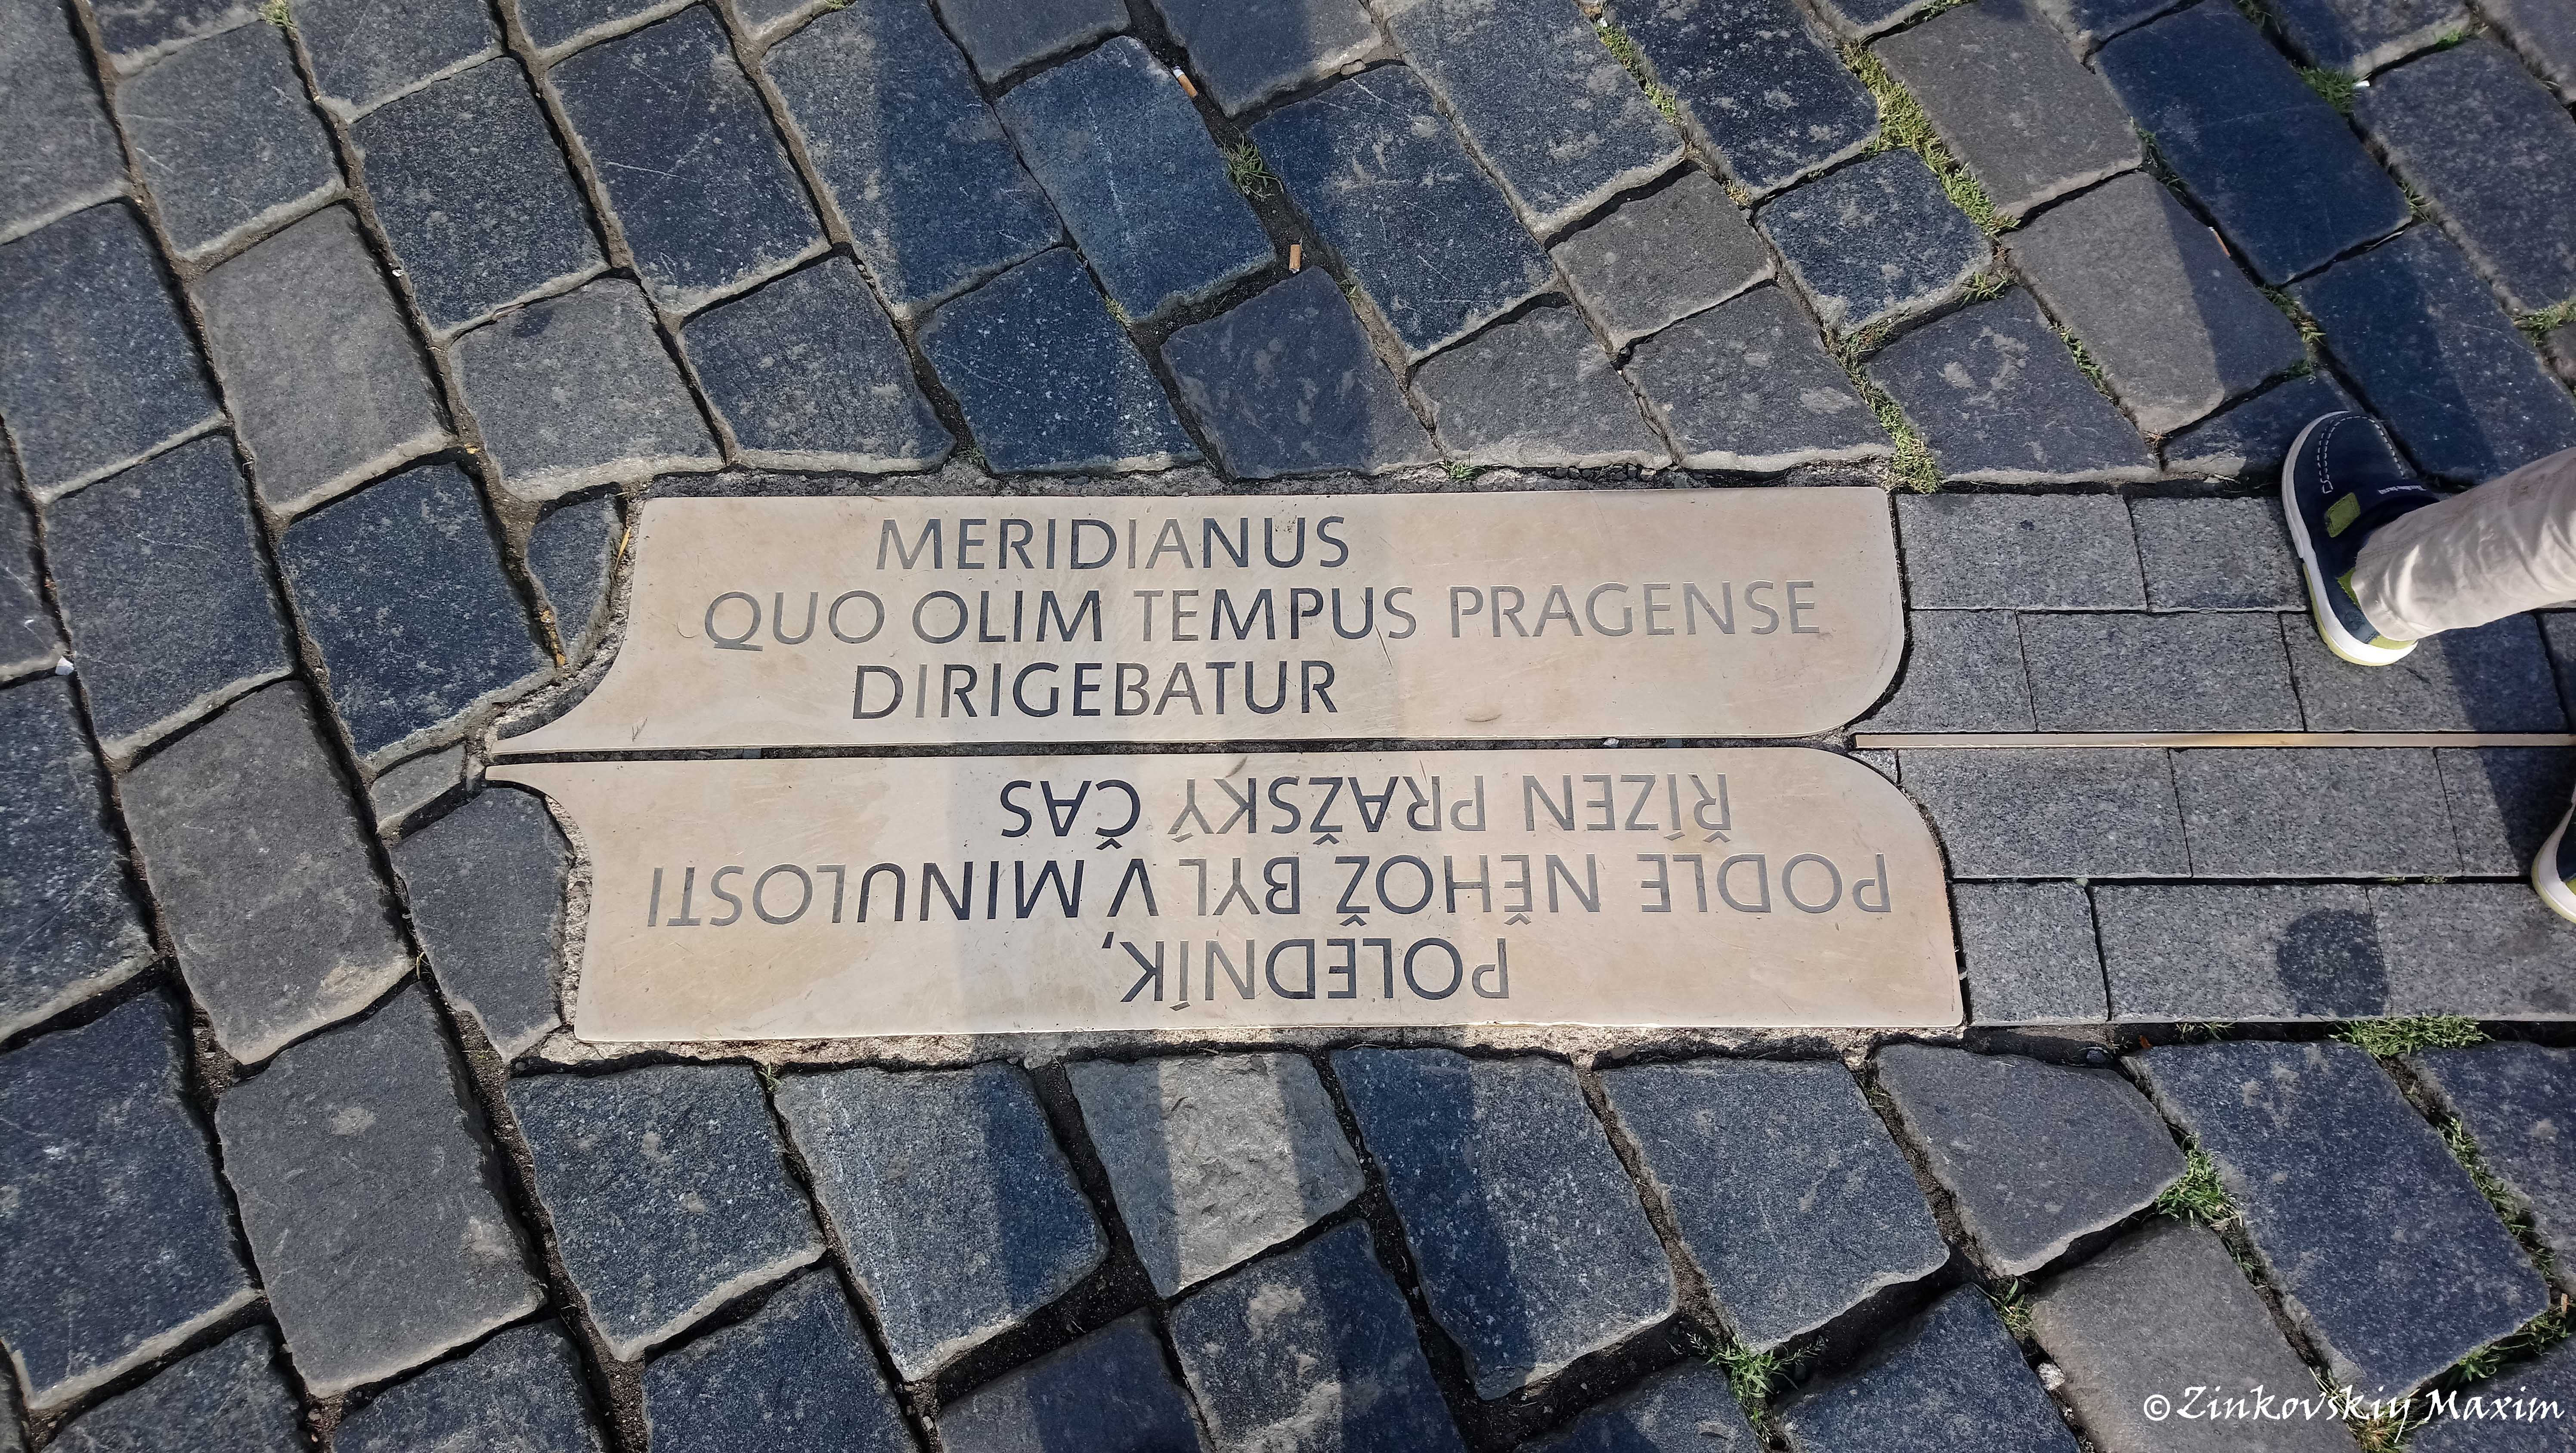 MERIDIANUS
QUO OLIM TEMPUS PRAGENSE
DIRIGEBATUR
POLEDNÍK,
PODLE NĚHOŽ BYL V MINULOSTI
ŘÍZEN PRAŽSKÝ ČAS
©Zinkovskiy Maxim